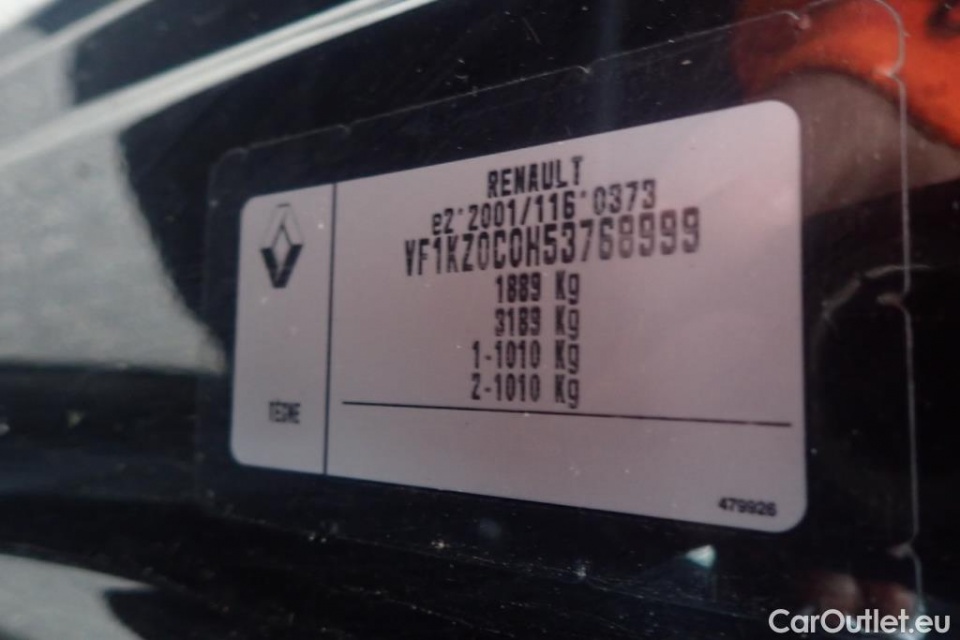 RENAULT
e2*2001/116*0373
VF1KZ0C0H53768999
1889 Kg
3189 Kg
1-1010 Kg
2-1010 Kg
TEGNE
479926
CarOutlet.eu